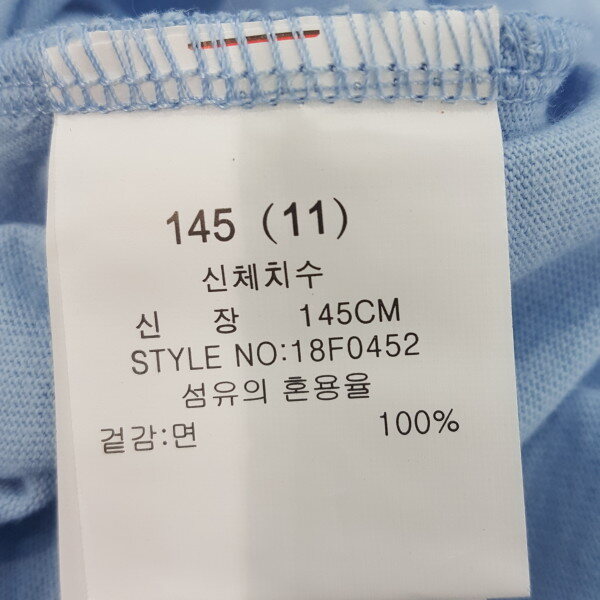 145 (11)
신체치수
신 장 145CM
STYLE NO:18F0452
섬유의 혼용율
겉감:면 100%